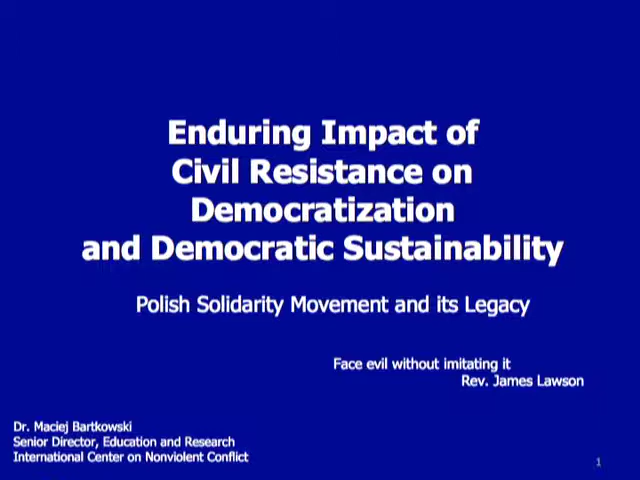 Enduring Impact of
Civil Resistance on
Democratization
and Democratic Sustainability
Polish Solidarity Movement and its Legacy
Face evil without imitating it
Rev. James Lawson
Dr. Maciej Bartkowski
Senior Director, Education and Research
International Center on Nonviolent Conflict
1